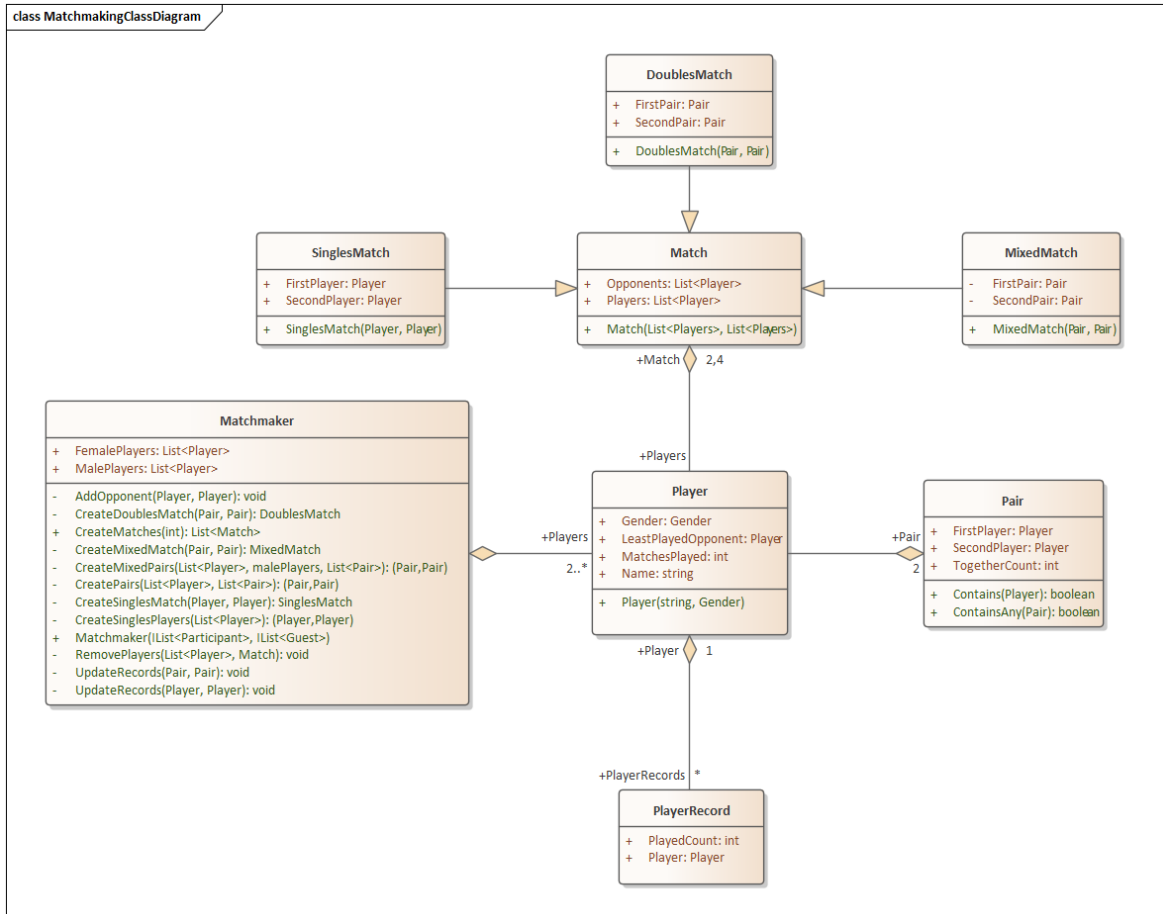 class MatchmakingClassDiagram
DoublesMatch
+ FirstPair: Pair
+ SecondPair: Pair
+ DoublesMatch(Pair, Pair)
SinglesMatch
+ FirstPlayer: Player
+ SecondPlayer: Player
+ SinglesMatch(Player, Player)
Match
+ Opponents: List<Player>
+ Players: List<Player>
+ Match(List<Players>, List<Players>)
MixedMatch
- FirstPair: Pair
- SecondPair: Pair
+ MixedMatch(Pair, Pair)
+Match 2,4
+Players
Matchmaker
+ FemalePlayers: List<Player>
+ MalePlayers: List<Player>
- AddOpponent(Player, Player): void
- CreateDoublesMatch(Pair, Pair): DoublesMatch
+ CreateMatches(int): List<Match>
- CreateMixedMatch(Pair, Pair): MixedMatch
- CreateMixedPairs(List<Player>, malePlayers, List<Pair>): (Pair,Pair)
- CreatePairs(List<Player>, List<Pair>): (Pair,Pair)
- CreateSinglesMatch(Player, Player): SinglesMatch
- CreateSinglesPlayers(List<Player>): (Player,Player)
+ Matchmaker(IList<Participant>, IList<Guest>)
- RemovePlayers(List<Player>, Match): void
- UpdateRecords(Pair, Pair): void
- UpdateRecords(Player, Player): void
+Players
2..*
Player
+ Gender: Gender
+ LeastPlayedOpponent: Player
+ MatchesPlayed: int
+ Name: string
+ Player(string, Gender)
+Pair
2
Pair
+ FirstPlayer: Player
+ SecondPlayer: Player
+ TogetherCount: int
+ Contains(Player): boolean
+ ContainsAny(Pair): boolean
+Player 1
+PlayerRecords *
PlayerRecord
+ PlayedCount: int
+ Player: Player